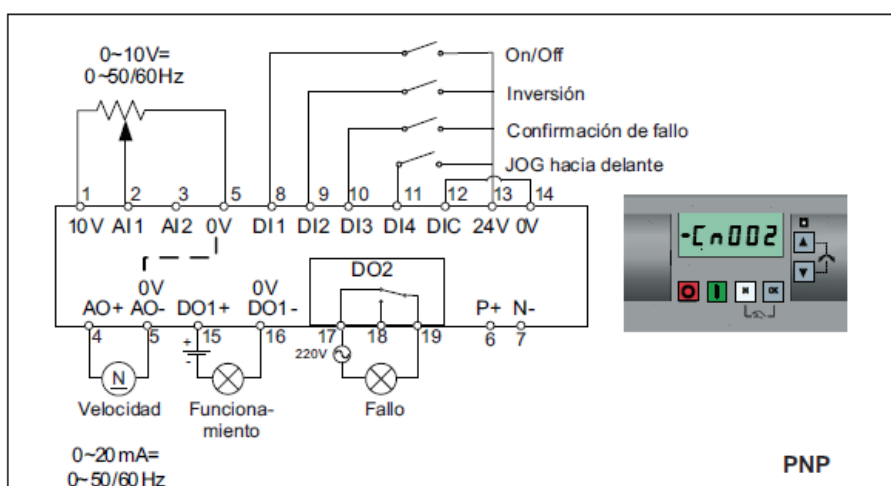 0~10V=
0~50/60Hz
On/Off
Inversión
Confirmación de fallo
JOG hacia delante
1 2 3 5 8 9 10 11 12 13 14
10V AI1 AI2 0V DI1 DI2 DI3 DI4 DIC 24V 0V
-Cn002
M OK
DO2
0V 0V
AO+ AO- DO1+ DO1- P+ N-
4 5 15 16 17 18 19 6 7
+
-
220V
N
Velocidad
Funciona-
miento
Fallo
0~20mA=
0~50/60Hz
PNP